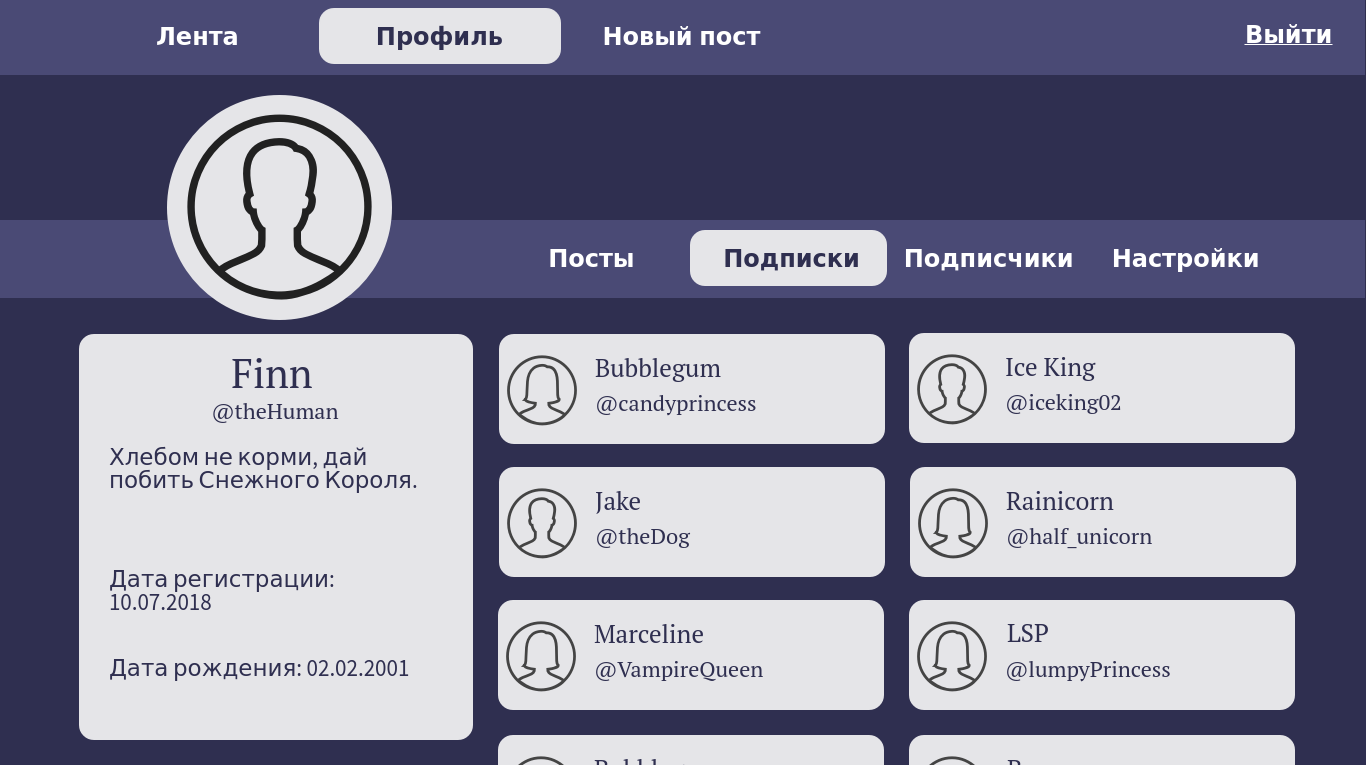 Лента
Профиль
Новый пост
Выйти
Посты
Подписки
Подписчики
Настройки
Finn
@theHuman
Хлебом не корми, дай
побить Снежного Короля.
Дата регистрации:
10.07.2018
Дата рождения: 02.02.2001
Bubblegum
@candyprincess
Ice King
@iceking02
Jake
@theDog
Rainicorn
@half_unicorn
Marceline
@VampireQueen
LSP
@lumpyPrincess